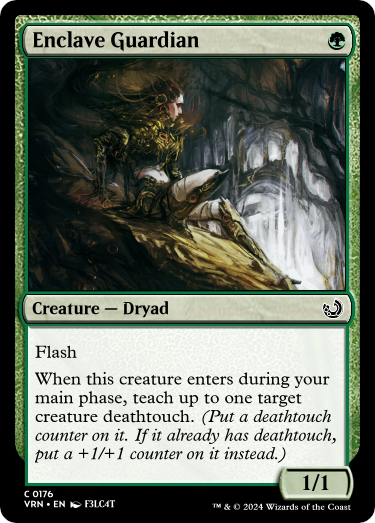 Enclave Guardian
Creature — Dryad
Flash
When this creature enters during your
main phase, teach up to one target
creature deathtouch. (Put a deathtouch
counter on it. If it already has deathtouch,
put a +1/+1 counter on it instead.)
1/1
C 0176
VRN • EN F3LC4T
™ & © 2024 Wizards of the Coast